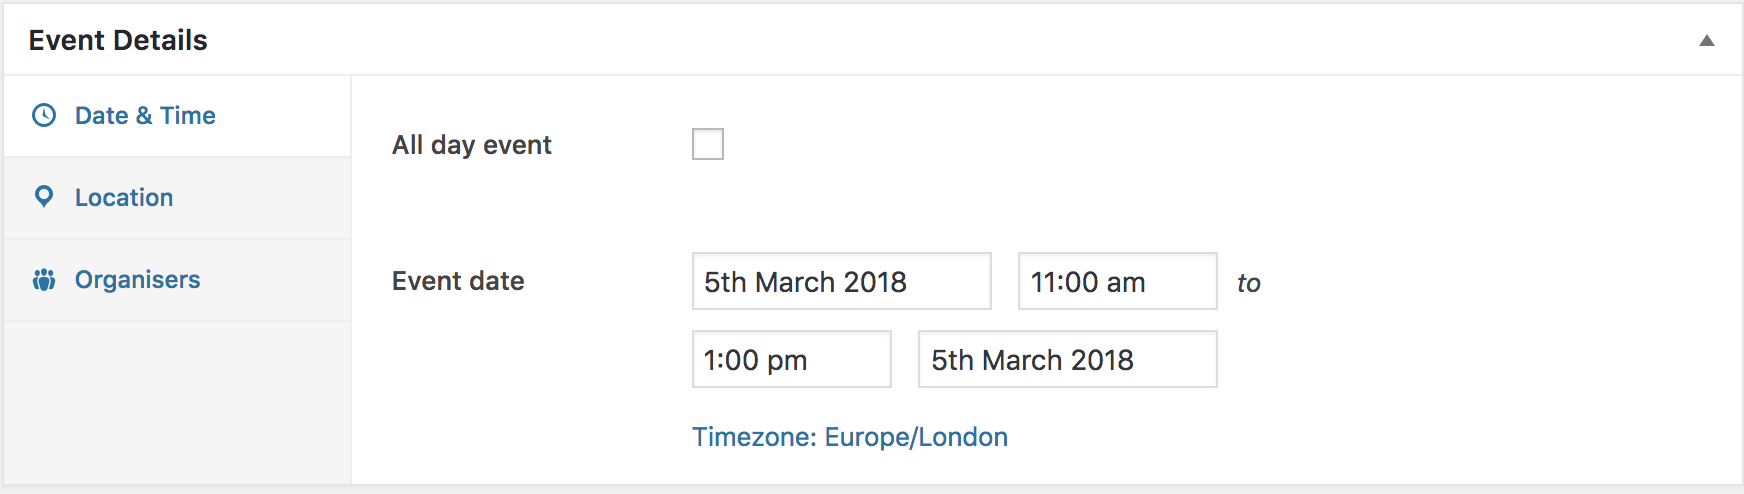 Event Details
Date & Time
Location
Organisers
All day event
Event date
5th March 2018 11:00 am to
1:00 pm 5th March 2018
Timezone: Europe/London